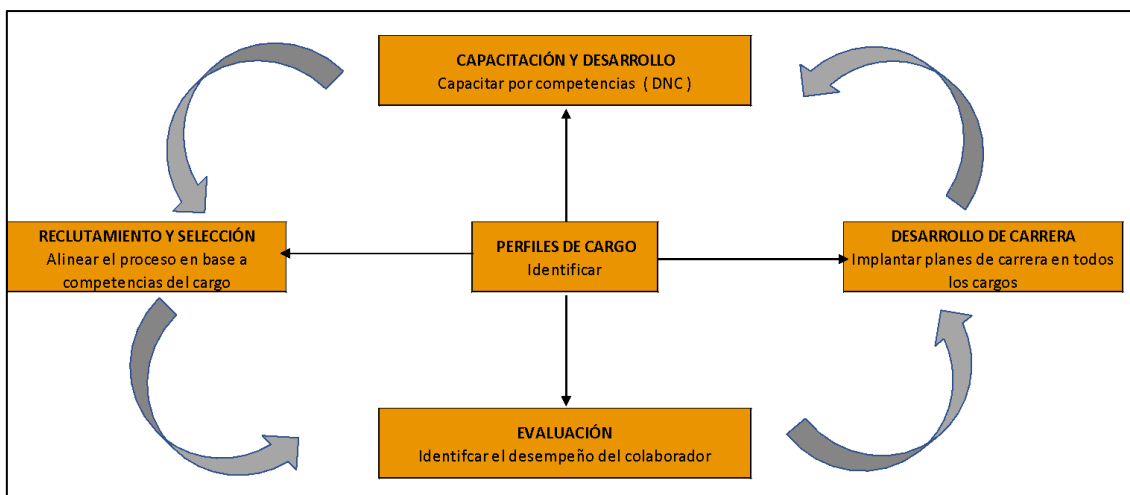 CAPACITACIÓN Y DESARROLLO
Capacitar por competencias ( DNC )
RECLUTAMIENTO Y SELECCIÓN
Alinear el proceso en base a
competencias del cargo
PERFILES DE CARGO
Identificar
DESARROLLO DE CARRERA
Implantar planes de carrera en todos
los cargos
EVALUACIÓN
Identifcar el desempeño del colaborador